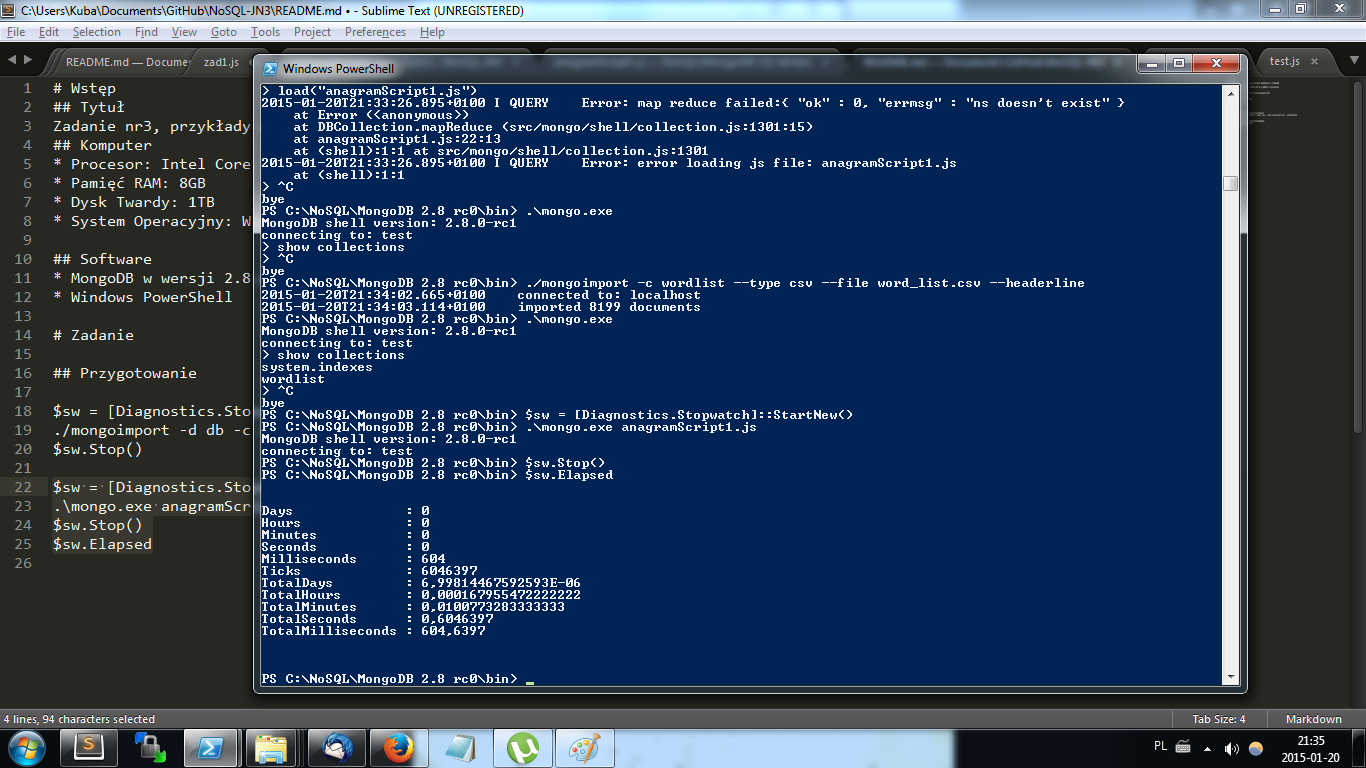 C:\Users\Kuba\Documents\GitHub\NoSQL-JN3\README.md • - Sublime Text (UNREGISTERED)
File Edit Selection Find View Goto Tools Project Preferences Help
README.md — Documen
zad1.js
test.js
1 # Wstęp
2 ## Tytuł
3 Zadanie nr3, przykłady
4 ## Komputer
5 * Procesor: Intel Core
6 * Pamięć RAM: 8GB
7 * Dysk Twardy: 1TB
8 * System Operacyjny: W
9
10 ## Software
11 * MongoDB w wersji 2.8
12 * Windows PowerShell
13
14 # Zadanie
15
16 ## Przygotowanie
17
18 $sw = [Diagnostics.Sto
19 ./mongoimport -d db -c
20 $sw.Stop()
21
22 $sw = [Diagnostics.Sto
23 .\mongo.exe anagramScr
24 $sw.Stop()
25 $sw.Elapsed
26
Windows PowerShell
> load("anagramScript1.js")
2015-01-20T21:33:26.895+0100 I QUERY    Error: map reduce failed:{ "ok" : 0, "errmsg" : "ns doesn't exist" }
    at Error (<anonymous>)
    at DBCollection.mapReduce (src/mongo/shell/collection.js:1301:15)
    at anagramScript1.js:22:13
    at (shell):1:1 at src/mongo/shell/collection.js:1301
2015-01-20T21:33:26.895+0100 I QUERY    Error: error loading js file: anagramScript1.js
    at (shell):1:1
> ^C
bye
PS C:\NoSQL\MongoDB 2.8 rc0\bin> .\mongo.exe
MongoDB shell version: 2.8.0-rc1
connecting to: test
> show collections
> ^C
bye
PS C:\NoSQL\MongoDB 2.8 rc0\bin> ./mongoimport -c wordlist --type csv --file word_list.csv --headerline
2015-01-20T21:34:02.665+0100    connected to: localhost
2015-01-20T21:34:03.114+0100    imported 8199 documents
PS C:\NoSQL\MongoDB 2.8 rc0\bin> .\mongo.exe
MongoDB shell version: 2.8.0-rc1
connecting to: test
> show collections
system.indexes
wordlist
> ^C
bye
PS C:\NoSQL\MongoDB 2.8 rc0\bin> $sw = [Diagnostics.Stopwatch]::StartNew()
PS C:\NoSQL\MongoDB 2.8 rc0\bin> .\mongo.exe anagramScript1.js
MongoDB shell version: 2.8.0-rc1
connecting to: test
PS C:\NoSQL\MongoDB 2.8 rc0\bin> $sw.Stop()
PS C:\NoSQL\MongoDB 2.8 rc0\bin> $sw.Elapsed
Days              : 0
Hours             : 0
Minutes           : 0
Seconds           : 0
Milliseconds      : 604
Ticks             : 6046397
TotalDays         : 6,99814467592593E-06
TotalHours        : 0,000167955472222222
TotalMinutes      : 0,0100773283333333
TotalSeconds      : 0,6046397
TotalMilliseconds : 604,6397
PS C:\NoSQL\MongoDB 2.8 rc0\bin> _
4 lines, 94 characters selected
Tab Size: 4
Markdown
PL
21:35
2015-01-20